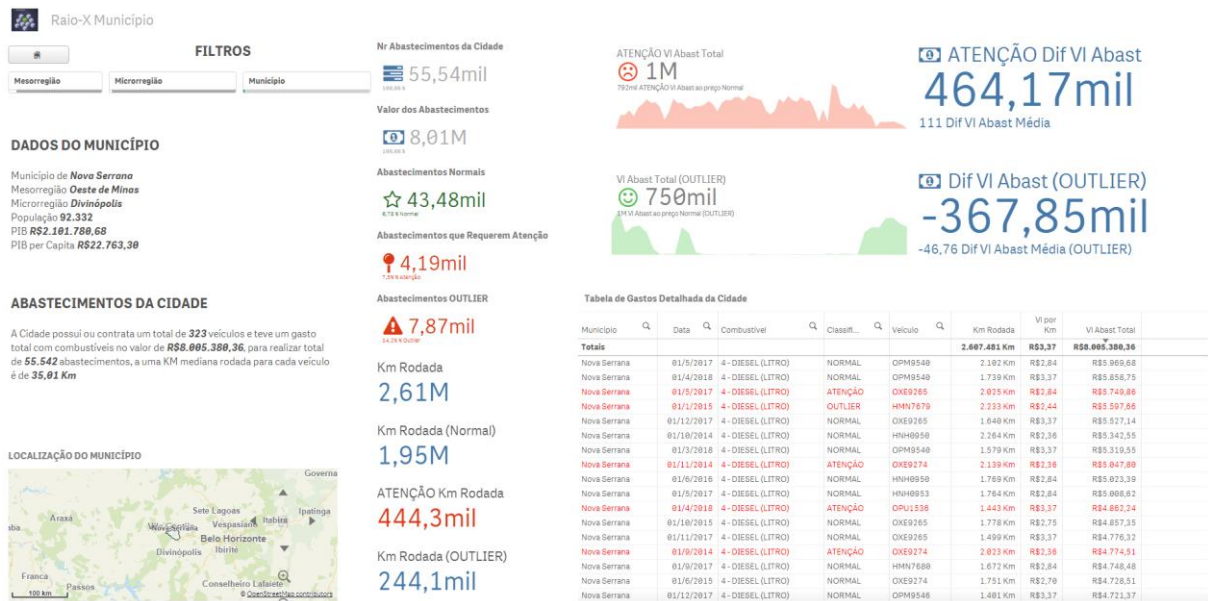 Raio-X Município
FILTROS
Mesorregião
Microrregião
Município
DADOS DO MUNICÍPIO
Município de Nova Serrana
Mesorregião Oeste de Minas
Microrregião Divinópolis
População 92.332
PIB R$2.101.780,68
PIB per Capita R$22.763,30
ABASTECIMENTOS DA CIDADE
A Cidade possui ou contrata um total de 323 veículos e teve um gasto
total com combustíveis no valor de R$8.005.380,36, para realizar total
de 55.542 abastecimentos, a uma KM mediana rodada para cada veículo
é de 35,01 Km
LOCALIZAÇÃO DO MUNICÍPIO
Governa
Araxá
Sete Lagoas
Ipatinga
Vespasiano
Itabira
Nova Serrana
Belo Horizonte
Divinópolis
Ibirité
Franca
Passos
Conselheiro Lafaiete
100 km
© OpenStreetMap contributors
Nr Abastecimentos da Cidade
55,54mil
100,00 %
Valor dos Abastecimentos
8,01M
100,00 %
Abastecimentos Normais
43,48mil
Abastecimentos que Requerem Atenção
4,19mil
Abastecimentos OUTLIER
7,87mil
Km Rodada
2,61M
Km Rodada (Normal)
1,95M
ATENÇÃO Km Rodada
444,3mil
Km Rodada (OUTLIER)
244,1mil
ATENÇÃO Vl Abast Total
1M
792mil ATENÇÃO Vl Abast ao preço Normal
ATENÇÃO Dif Vl Abast
464,17mil
111 Dif Vl Abast Média
Vl Abast Total (OUTLIER)
750mil
1M Vl Abast ao preço Normal (OUTLIER)
Dif Vl Abast (OUTLIER)
-367,85mil
-46,76 Dif Vl Abast Média (OUTLIER)
Tabela de Gastos Detalhada da Cidade
Município Data Combustível Classifi... Veículo Km Rodada Vl por Km Vl Abast Total
Totais 2.607.481 Km R$3,37 R$8.005.380,36
Nova Serrana 01/5/2017 4 - DIESEL (LITRO) NORMAL OPM9540 2.102 Km R$2,84 R$5.969,68
Nova Serrana 01/4/2018 4 - DIESEL (LITRO) NORMAL OPM9540 1.739 Km R$3,37 R$5.858,75
Nova Serrana 01/5/2017 4 - DIESEL (LITRO) ATENÇÃO OXE9265 2.025 Km R$2,84 R$5.749,86
Nova Serrana 01/1/2015 4 - DIESEL (LITRO) OUTLIER HMN7679 2.233 Km R$2,44 R$5.597,66
Nova Serrana 01/12/2017 4 - DIESEL (LITRO) NORMAL OXE9265 1.640 Km R$3,37 R$5.527,14
Nova Serrana 01/10/2014 4 - DIESEL (LITRO) NORMAL HNH0950 2.264 Km R$2,36 R$5.342,55
Nova Serrana 01/3/2018 4 - DIESEL (LITRO) NORMAL OPM9540 1.579 Km R$3,37 R$5.319,55
Nova Serrana 01/11/2014 4 - DIESEL (LITRO) ATENÇÃO OXE9274 2.139 Km R$2,36 R$5.047,80
Nova Serrana 01/6/2016 4 - DIESEL (LITRO) NORMAL HNH0950 1.769 Km R$2,84 R$5.023,39
Nova Serrana 01/5/2017 4 - DIESEL (LITRO) NORMAL HNH0953 1.764 Km R$2,84 R$5.008,62
Nova Serrana 01/4/2018 4 - DIESEL (LITRO) ATENÇÃO OPU1536 1.443 Km R$3,37 R$4.862,24
Nova Serrana 01/10/2015 4 - DIESEL (LITRO) NORMAL OXE9265 1.778 Km R$2,75 R$4.857,35
Nova Serrana 01/11/2017 4 - DIESEL (LITRO) NORMAL OXE9265 1.499 Km R$3,37 R$4.776,32
Nova Serrana 01/9/2014 4 - DIESEL (LITRO) ATENÇÃO OXE9274 2.023 Km R$2,36 R$4.774,51
Nova Serrana 01/9/2017 4 - DIESEL (LITRO) NORMAL HMN7680 1.672 Km R$2,84 R$4.748,48
Nova Serrana 01/6/2015 4 - DIESEL (LITRO) NORMAL OXE9274 1.751 Km R$2,70 R$4.728,51
Nova Serrana 01/12/2017 4 - DIESEL (LITRO) NORMAL OPM9546 1.401 Km R$3,37 R$4.721,37